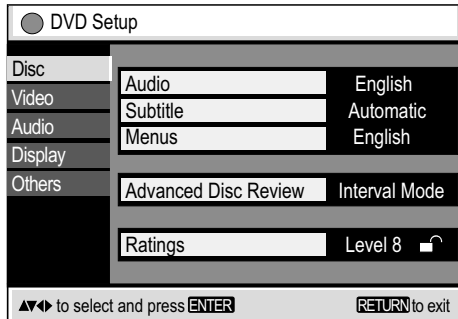 DVD Setup
Disc
Video
Audio
Display
Others
Audio English
Subtitle Automatic
Menus English
Advanced Disc Review Interval Mode
Ratings Level 8
to select and press ENTER RETURN to exit